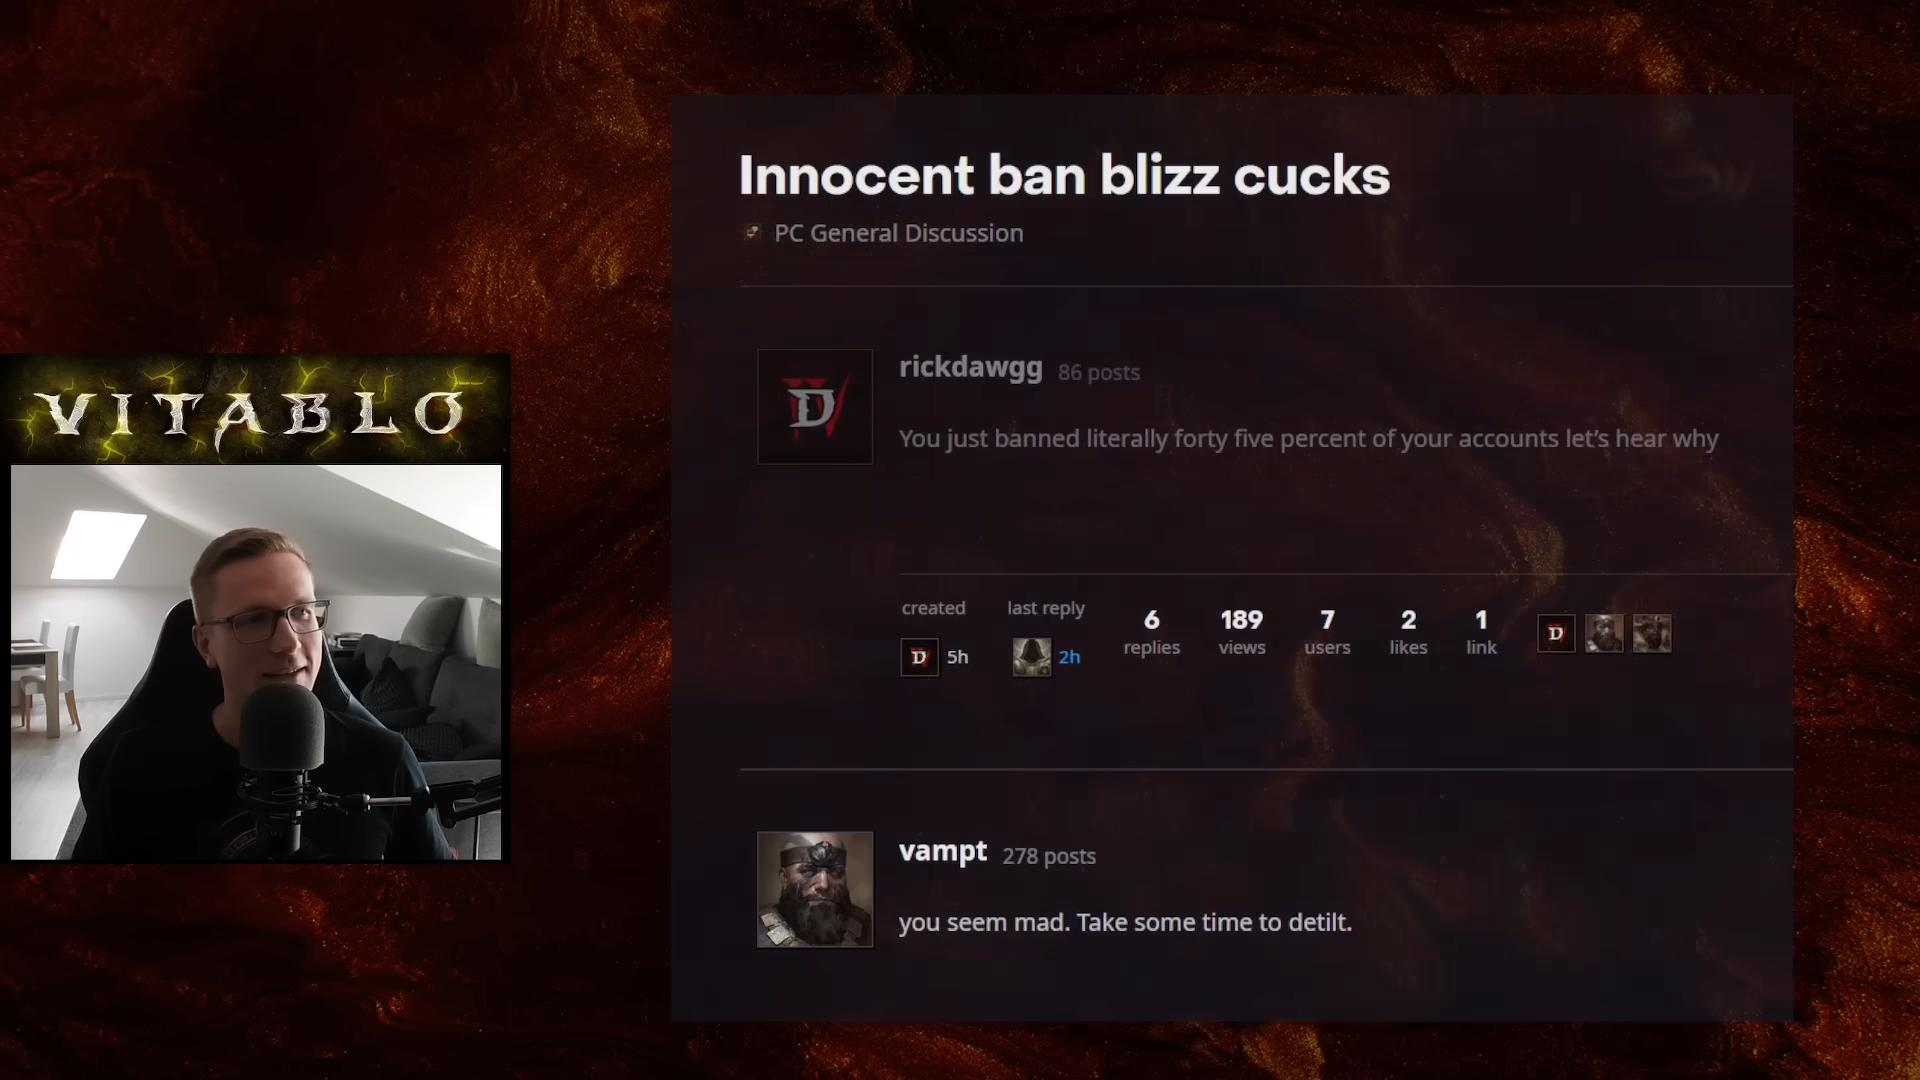 Innocent ban blizz cucks
PC General Discussion
rickdawgg 86 posts
You just banned literally forty five percent of your accounts let's hear why
created
5h
last reply
2h
6
replies
189
views
7
users
2
likes
1
link
VITABLO
vampt 278 posts
you seem mad. Take some time to detilt.